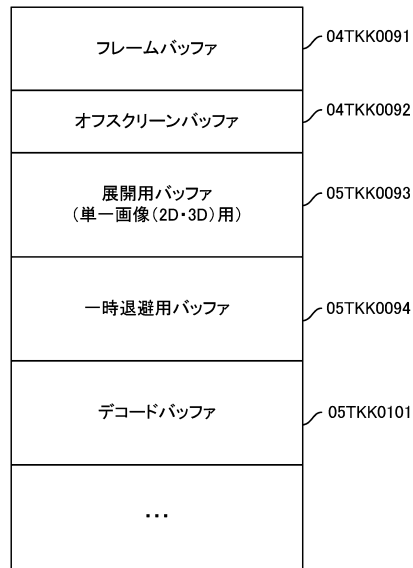 フレームバッファ
04TKK0091
オフスクリーンバッファ
04TKK0092
展開用バッファ
(単一画像(2D・3D)用)
05TKK0093
一時退避用バッファ
05TKK0094
デコードバッファ
05TKK0101
…